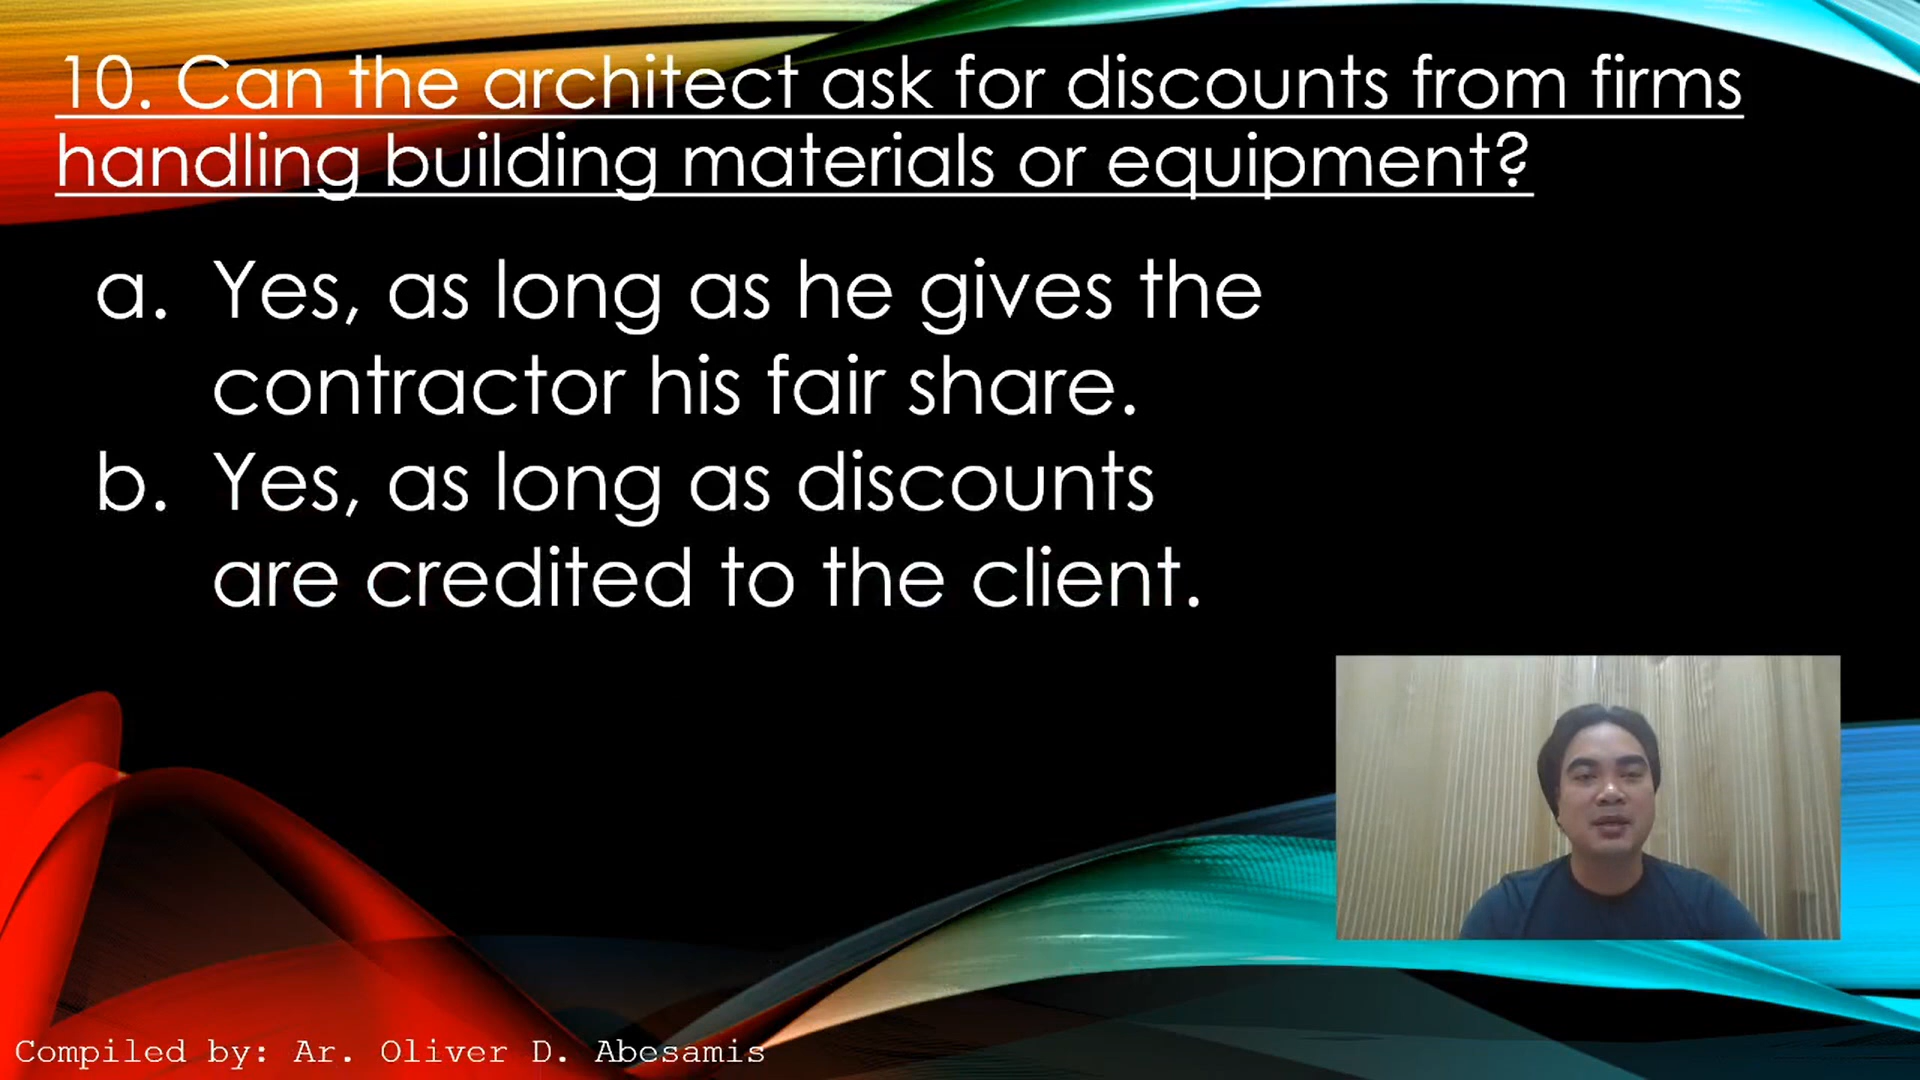 10. Can the architect ask for discounts from firms
handling building materials or equipment?
a. Yes, as long as he gives the
contractor his fair share.
b. Yes, as long as discounts
are credited to the client.
Compiled by: Ar. Oliver D. Abesamis